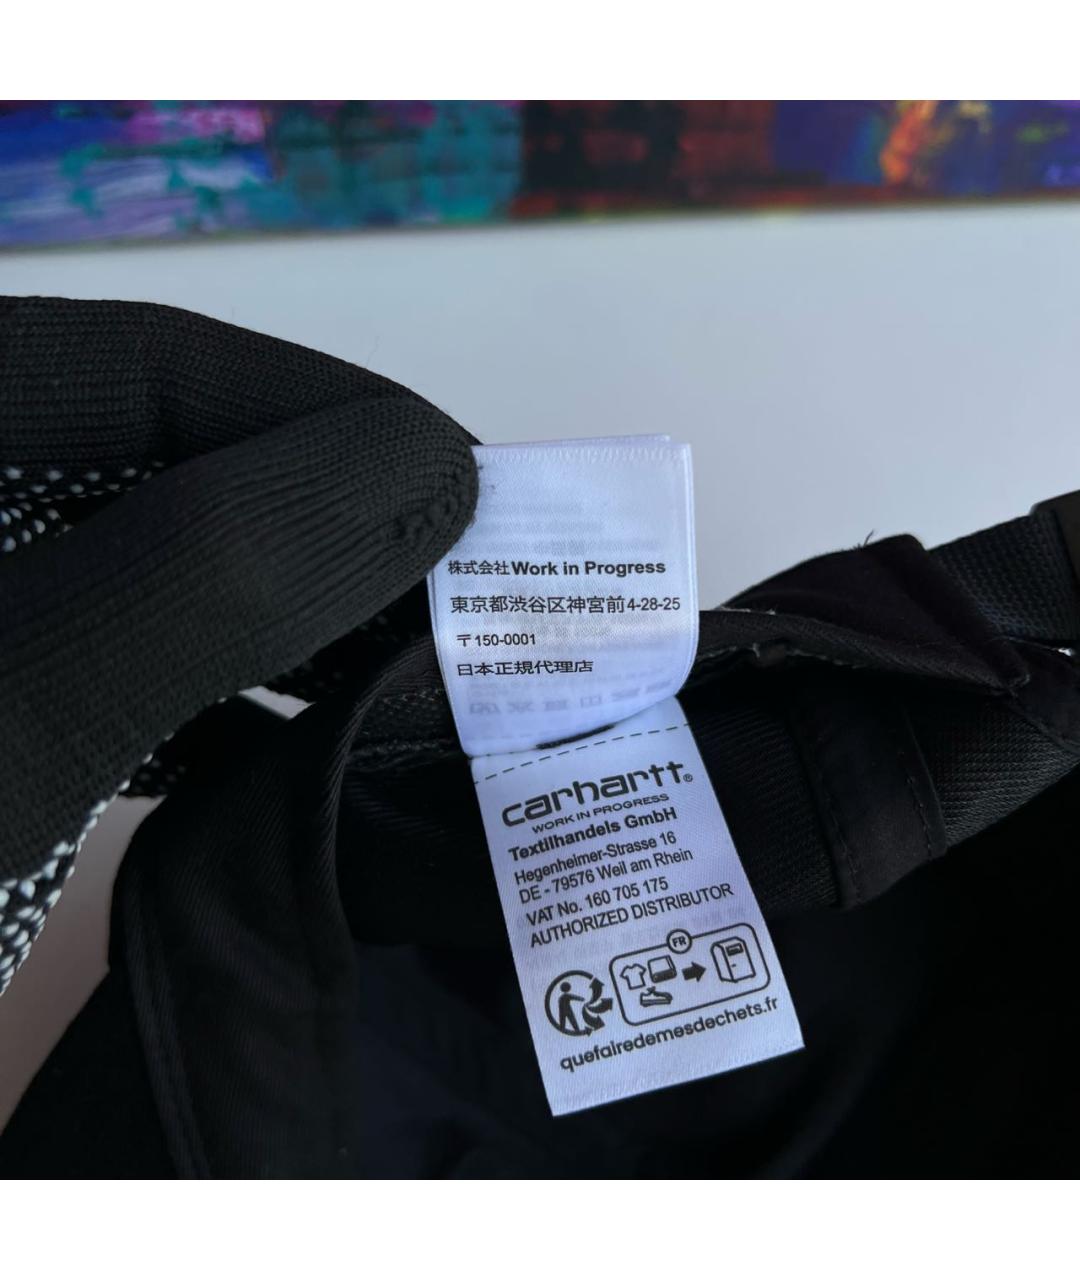 株式会社Work in Progress
東京都渋谷区神宮前4-28-25
〒150-0001
日本正規代理店
carhartt®
WORK IN PROGRESS
Textilhandels GmbH
Hegenheimer-Strasse 16
DE - 79576 Weil am Rhein
VAT No. 160 705 175
AUTHORIZED DISTRIBUTOR
FR
quefairedemesdechets.fr